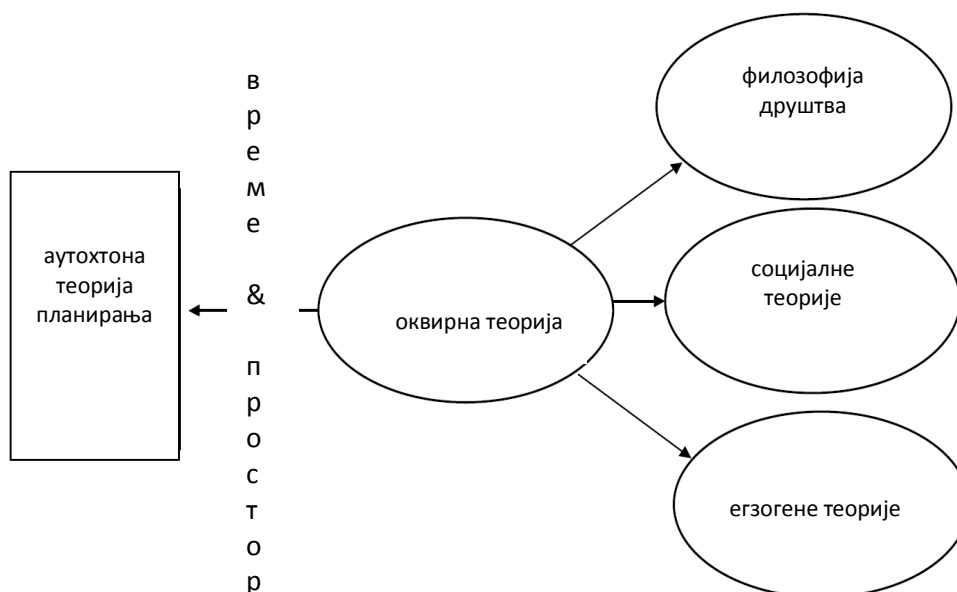 аутохтона
теорија
планирања
в
р
е
м
е
&
п
р
о
с
т
о
р
оквирна теорија
филозофија
друштва
социјалне
теорије
егзогене теорије